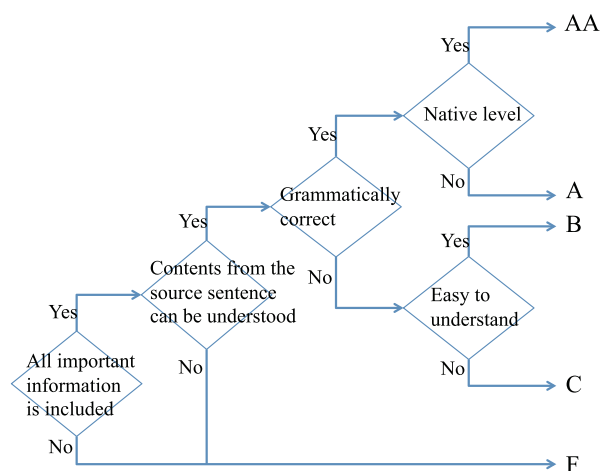 AA
Yes
Native level
Yes
No
Grammatically
correct
A
Yes
B
Yes
Contents from the
source sentence
can be understood
No
Easy to
understand
Yes
No
No
All important
information
is included
C
No
F